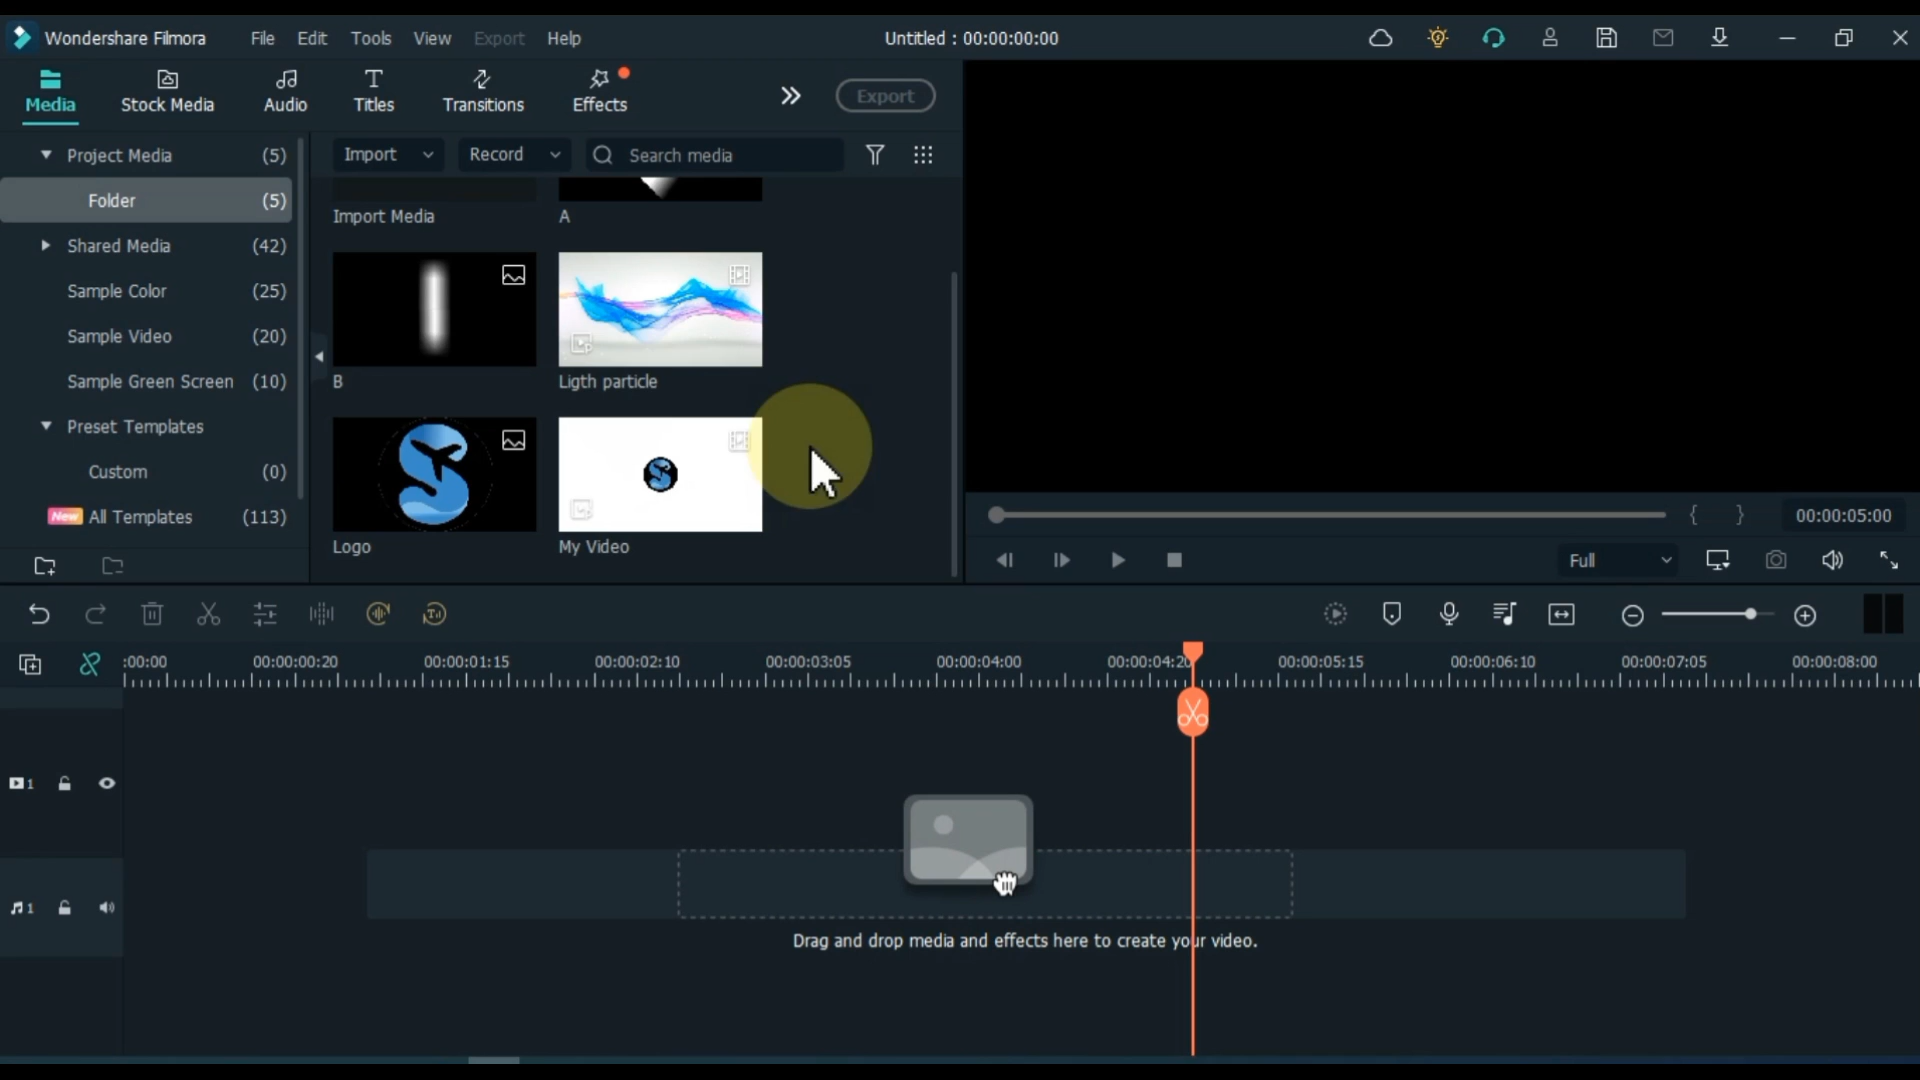 Wondershare Filmora File Edit Tools View Export Help Untitled : 00:00:00:00
Media Stock Media Audio Titles Transitions Effects Export
Project Media (5)
Folder (5)
Shared Media (42)
Sample Color (25)
Sample Video (20)
Sample Green Screen (10)
Preset Templates
Custom (0)
New All Templates (113)
Import Record Search media
Import Media A
B Ligth particle
Logo My Video
{ } 00:00:05:00
Full
:00:00 00:00:00:20 00:00:01:15 00:00:02:10 00:00:03:05 00:00:04:00 00:00:04:20 00:00:05:15 00:00:06:10 00:00:07:05 00:00:08:00
1
1
Drag and drop media and effects here to create your video.